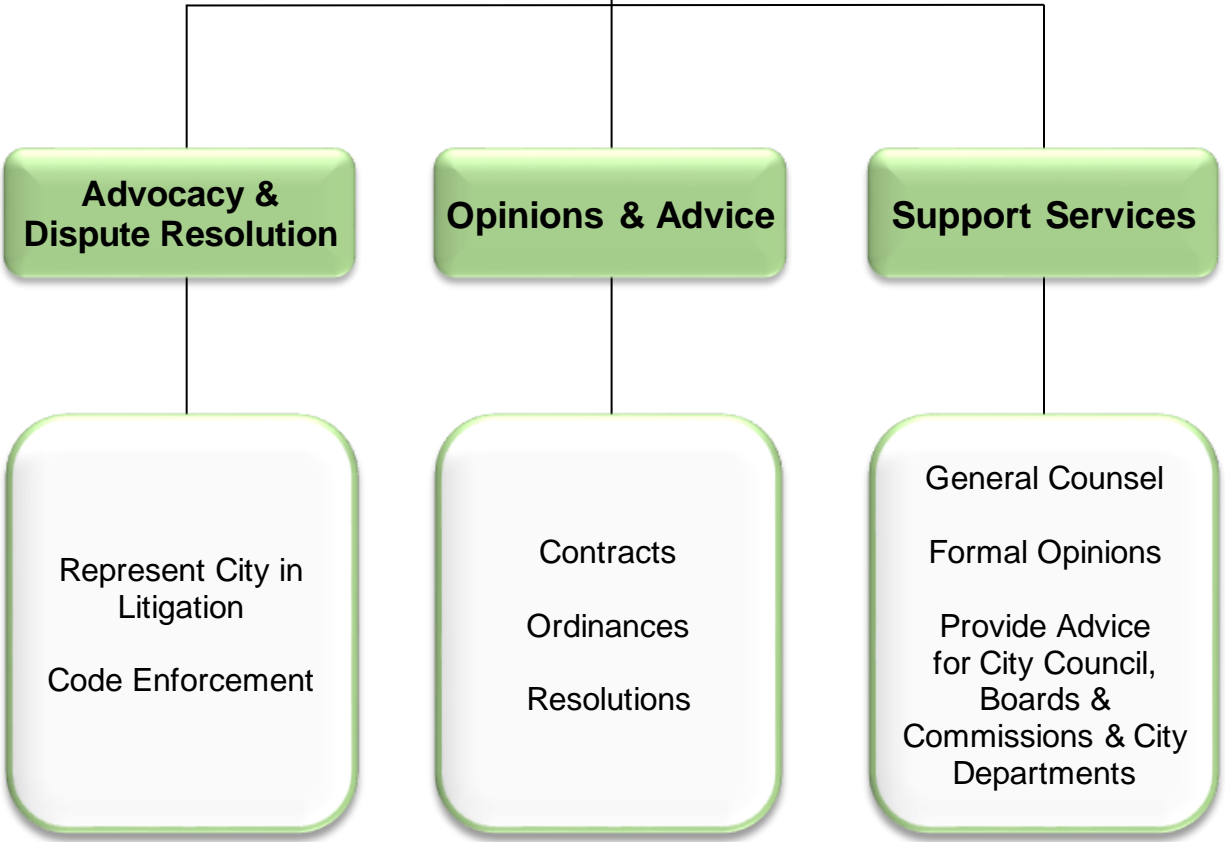 Advocacy &
Dispute Resolution
Opinions & Advice
Support Services
Represent City in
Litigation
Code Enforcement
Contracts
Ordinances
Resolutions
General Counsel
Formal Opinions
Provide Advice
for City Council,
Boards &
Commissions & City
Departments